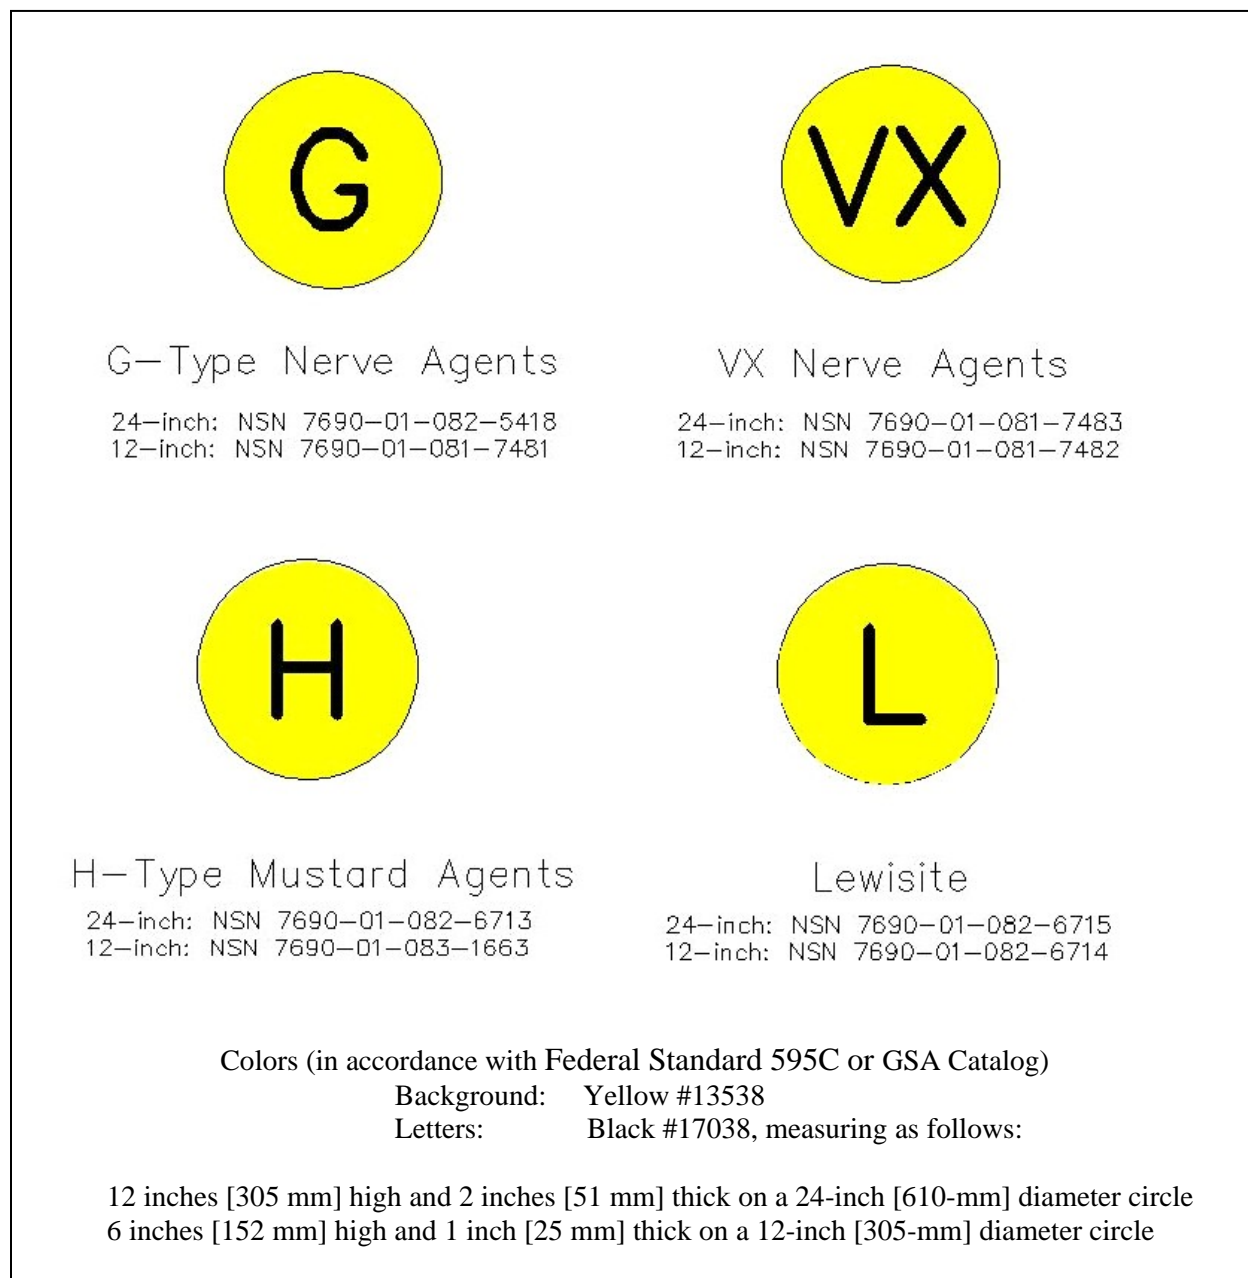 G
VX
G-Type Nerve Agents
24-inch: NSN 7690-01-082-5418
12-inch: NSN 7690-01-081-7481
VX Nerve Agents
24-inch: NSN 7690-01-081-7483
12-inch: NSN 7690-01-081-7482
H
L
H-Type Mustard Agents
24-inch: NSN 7690-01-082-6713
12-inch: NSN 7690-01-083-1663
Lewisite
24-inch: NSN 7690-01-082-6715
12-inch: NSN 7690-01-082-6714
Colors (in accordance with Federal Standard 595C or GSA Catalog)
Background: Yellow #13538
Letters: Black #17038, measuring as follows:
12 inches [305 mm] high and 2 inches [51 mm] thick on a 24-inch [610-mm] diameter circle
6 inches [152 mm] high and 1 inch [25 mm] thick on a 12-inch [305-mm] diameter circle